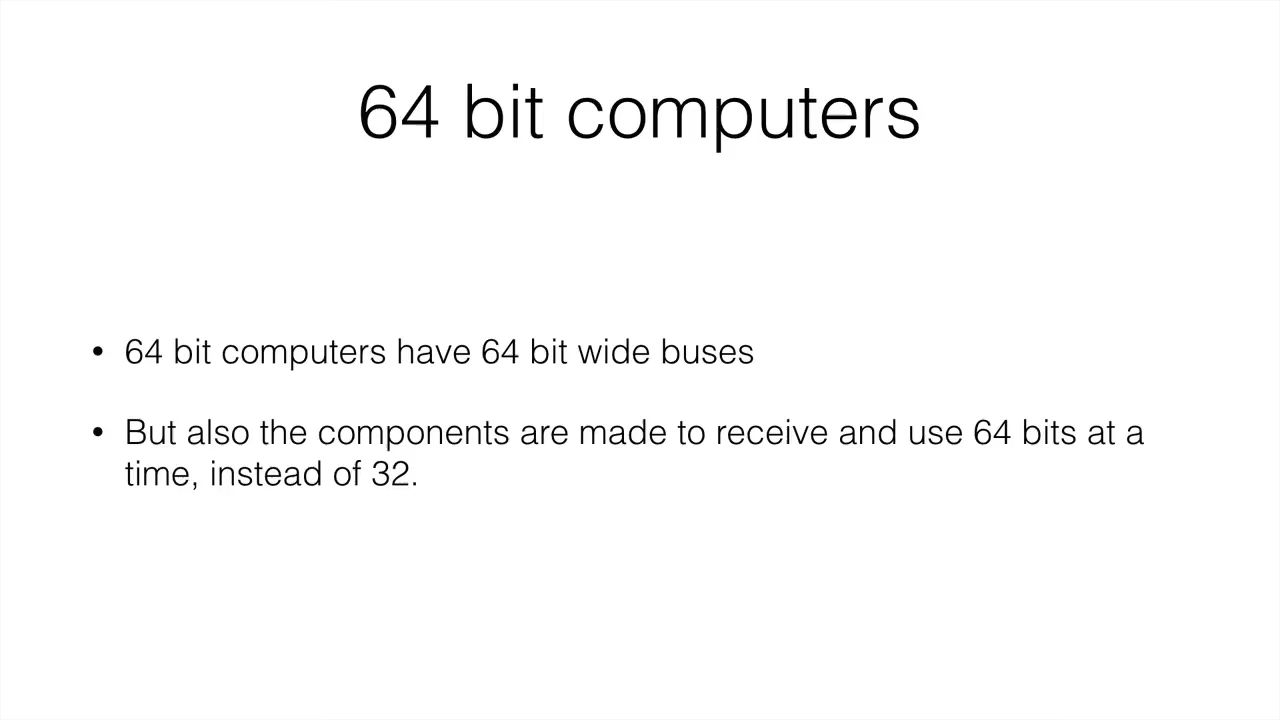 64 bit computers
• 64 bit computers have 64 bit wide buses
• But also the components are made to receive and use 64 bits at a
time, instead of 32.